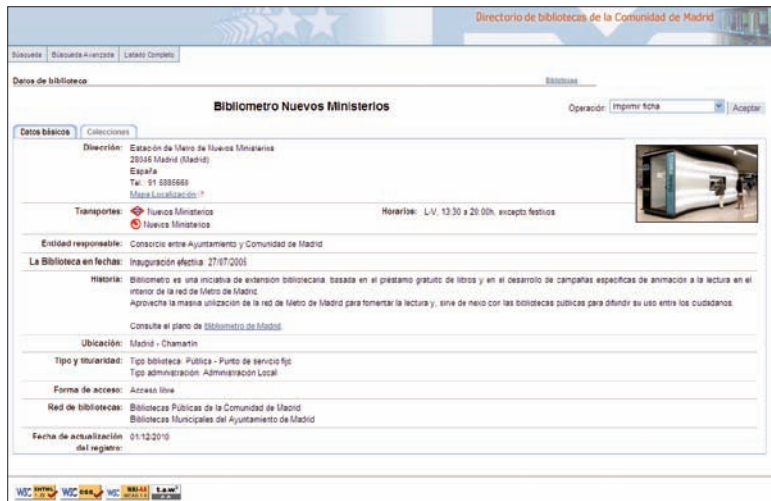 Directorio de bibliotecas de la Comunidad de Madrid
Búsqueda Búsqueda Avanzada Listado Completo
Datos de biblioteca
Bibliotecas
Bibliometro Nuevos Ministerios
Operación: Imprimir ficha Aceptar
Datos básicos Colecciones
Dirección: Estación de Metro de Nuevos Ministerios
28046 Madrid (Madrid)
España
Tel.: 91 5885668
Mapa Localización
Transportes: Nuevos Ministerios
Horarios: L-V, 13:30 a 20:00h, excepto festivos
Nuevos Ministerios
Entidad responsable: Consorcio entre Ayuntamiento y Comunidad de Madrid
La Biblioteca en fechas: Inauguración efectiva: 27/07/2006
Historia: Bibliometro es una iniciativa de extensión bibliotecaria, basada en el préstamo gratuito de libros y en el desarrollo de campañas específicas de animación a la lectura en el
interior de la red de Metro de Madrid.
Aprovecha la masiva utilización de la red de Metro de Madrid para fomentar la lectura y, sirve de nexo con las bibliotecas públicas para difundir su uso entre los ciudadanos.
Consulte el plano de Bibliometro de Madrid.
Ubicación: Madrid - Chamartín
Tipo y titularidad: Tipo biblioteca: Pública - Punto de servicio fijo
Tipo administración: Administración Local
Forma de acceso: Acceso libre
Red de bibliotecas: Bibliotecas Públicas de la Comunidad de Madrid
Bibliotecas Municipales del Ayuntamiento de Madrid
Fecha de actualización 01/12/2010
del registro:
W3C XHTML W3C css W3C WAI-AA t.a.w